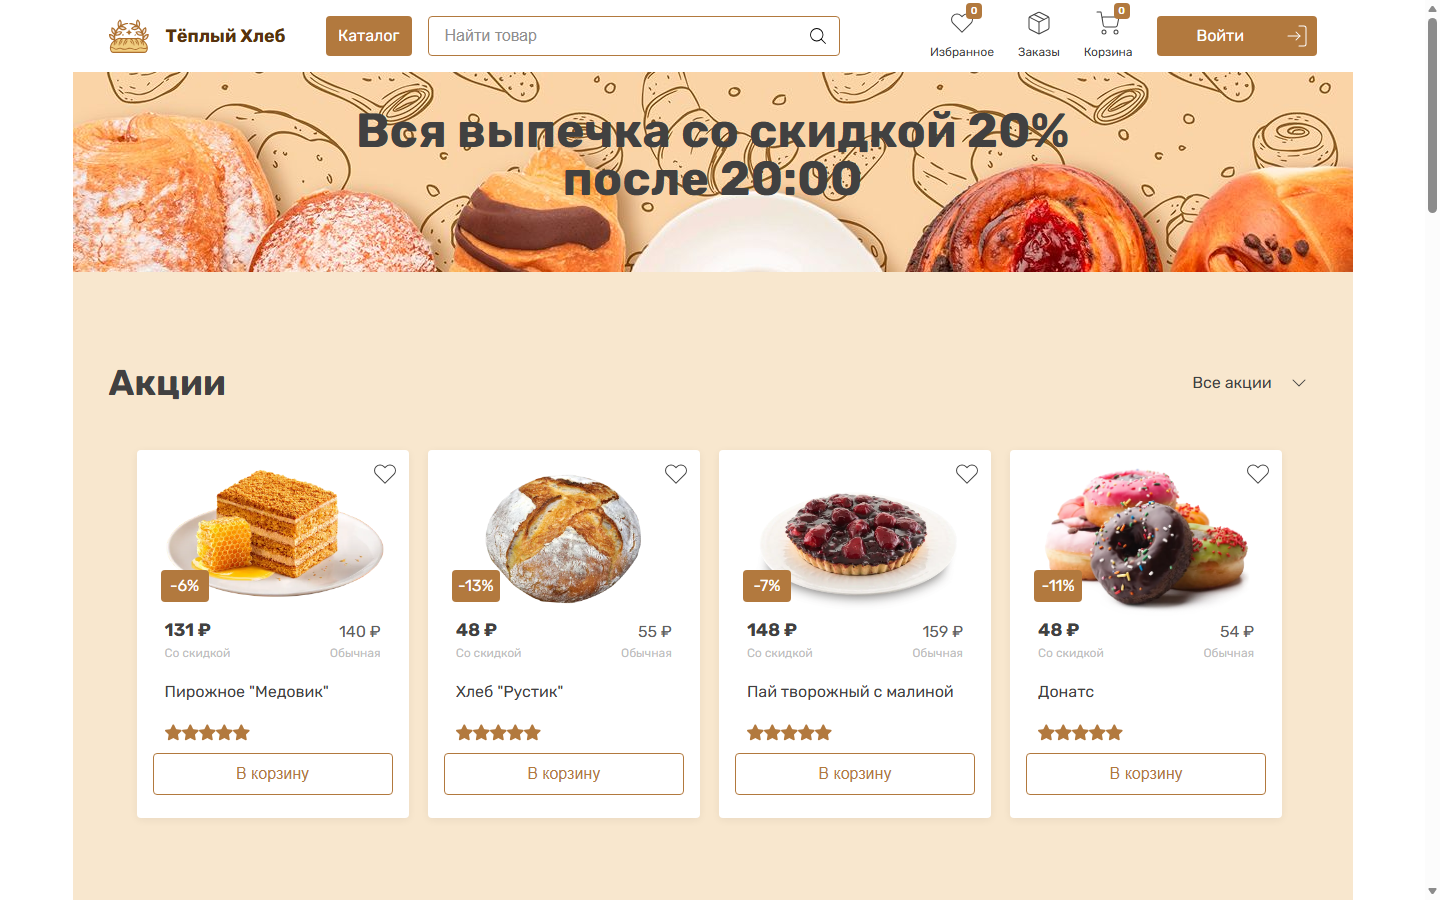 Тёплый Хлеб
Каталог
Найти товар
0
Избранное
Заказы
0
Корзина
Войти
Вся выпечка со скидкой 20%
после 20:00
Акции
Все акции
-6%
131 ₽ 140 ₽
Со скидкой Обычная
Пирожное "Медовик"
В корзину
-13%
48 ₽ 55 ₽
Со скидкой Обычная
Хлеб "Рустик"
В корзину
-7%
148 ₽ 159 ₽
Со скидкой Обычная
Пай творожный с малиной
В корзину
-11%
48 ₽ 54 ₽
Со скидкой Обычная
Донатс
В корзину